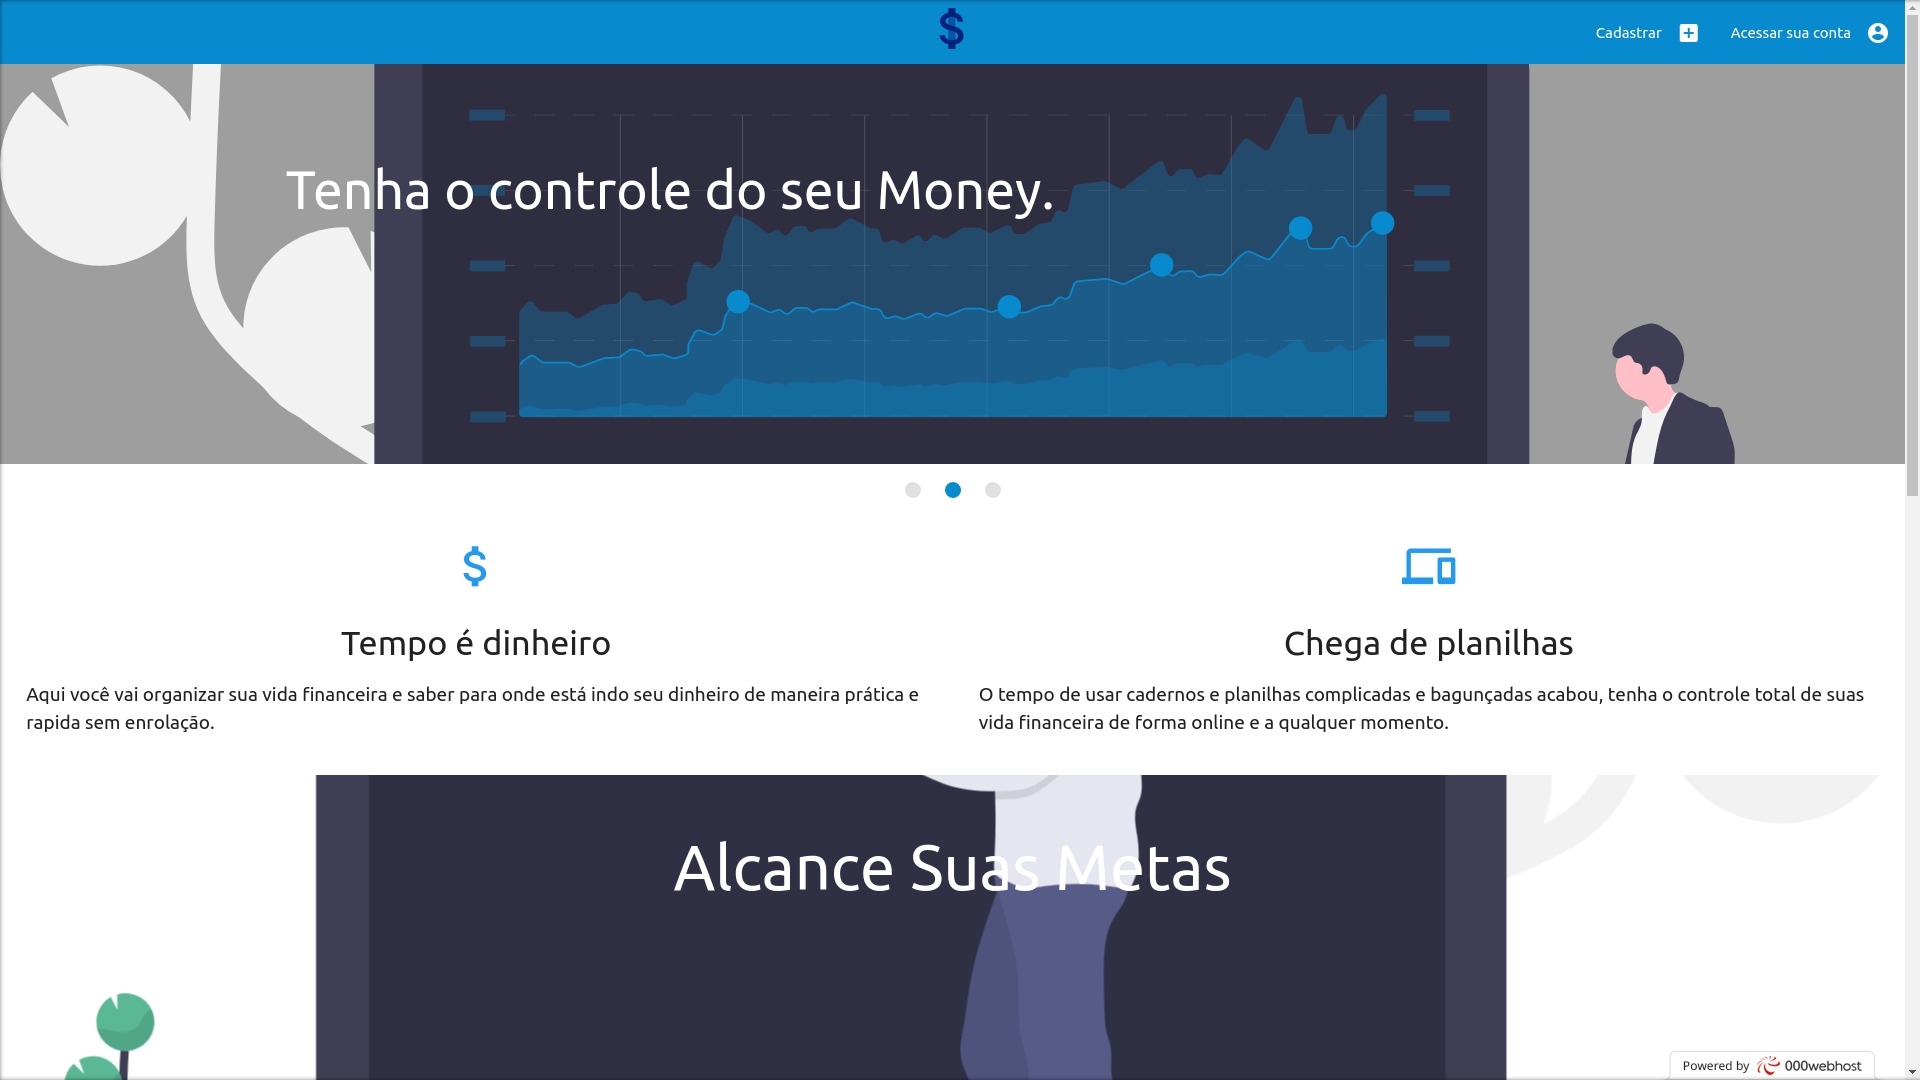 $
Cadastrar
Acessar sua conta
Tenha o controle do seu Money.
$
Tempo é dinheiro
Aqui você vai organizar sua vida financeira e saber para onde está indo seu dinheiro de maneira prática e
rapida sem enrolação.
Chega de planilhas
O tempo de usar cadernos e planilhas complicadas e bagunçadas acabou, tenha o controle total de suas
vida financeira de forma online e a qualquer momento.
Alcance Suas Metas
Powered by 000webhost